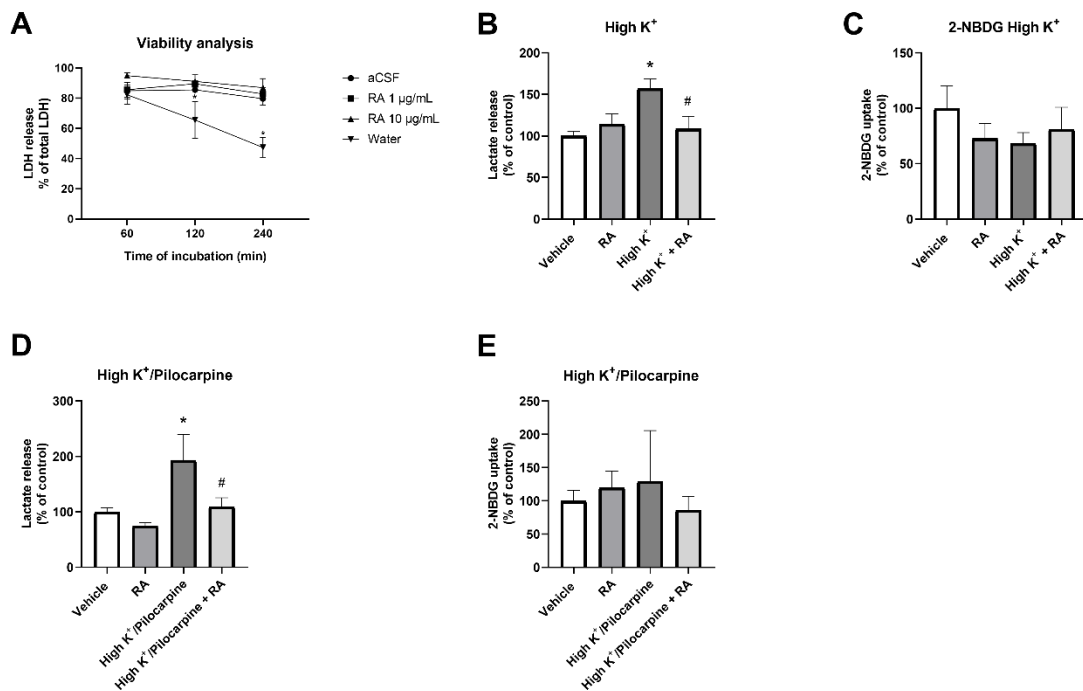 A
Viability analysis
LDH release
% of total LDH
100
80
60
40
20
0
60
120
240
*
*
Time of incubation (min)
aCSF
RA 1 µg/mL
RA 10 µg/mL
Water
B
High K⁺
Lactate release
(% of control)
200
150
100
50
0
*
#
Vehicle
RA
High K⁺
High K⁺ + RA
C
2-NBDG High K⁺
2-NBDG uptake
(% of control)
150
100
50
0
Vehicle
RA
High K⁺
High K⁺ + RA
D
High K⁺/Pilocarpine
Lactate release
(% of control)
300
200
100
0
*
#
Vehicle
RA
High K⁺/Pilocarpine
High K⁺/Pilocarpine + RA
E
High K⁺/Pilocarpine
2-NBDG uptake
(% of control)
250
200
150
100
50
0
Vehicle
RA
High K⁺/Pilocarpine
High K⁺/Pilocarpine + RA